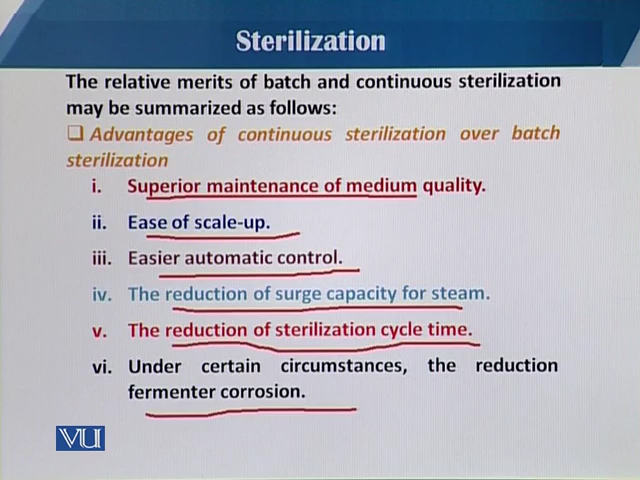 Sterilization
The relative merits of batch and continuous sterilization
may be summarized as follows:
❑ Advantages of continuous sterilization over batch
sterilization
i. Superior maintenance of medium quality.
ii. Ease of scale-up.
iii. Easier automatic control.
iv. The reduction of surge capacity for steam.
v. The reduction of sterilization cycle time.
vi. Under certain circumstances, the reduction
fermenter corrosion.
VU